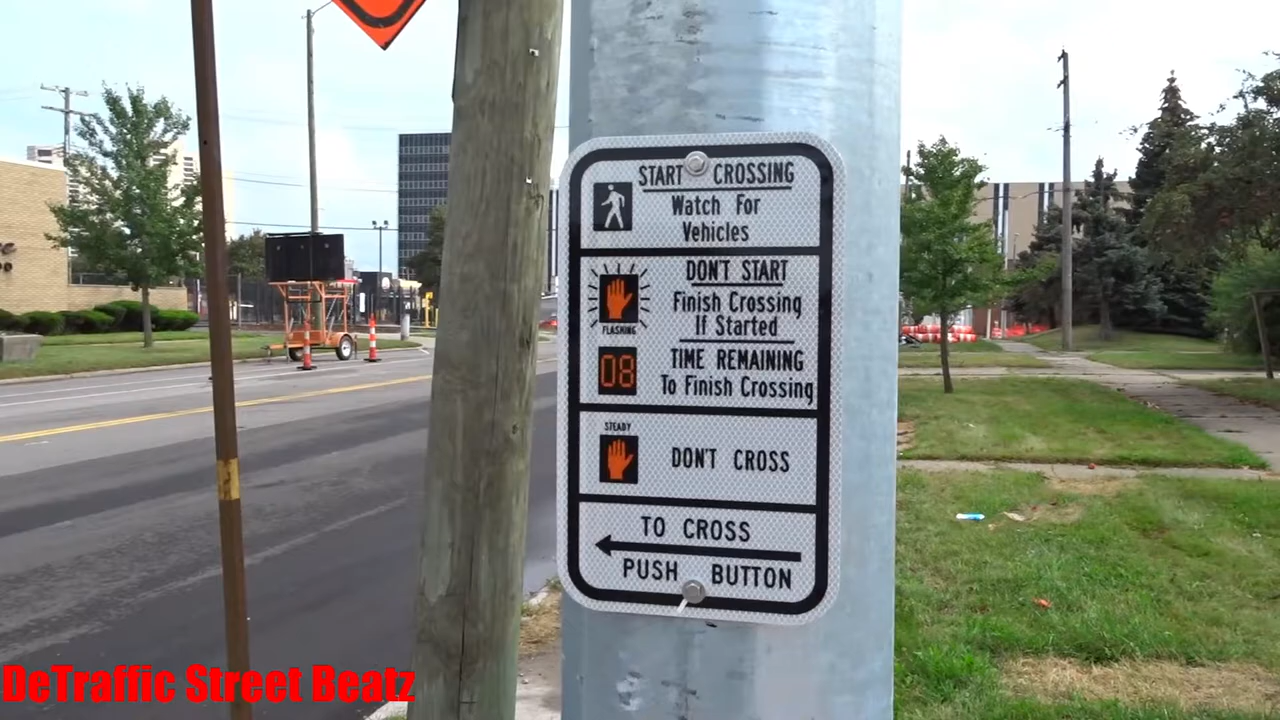 START CROSSING
Watch For
Vehicles
DON'T START
Finish Crossing
If Started
FLASHING
08
TIME REMAINING
To Finish Crossing
STEADY
DON'T CROSS
TO CROSS
PUSH BUTTON
DeTraffic Street Beatz